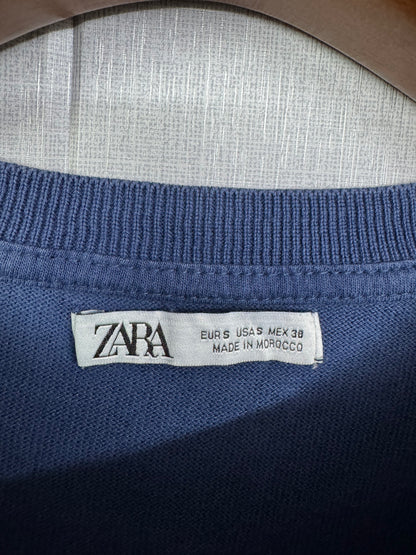 ZARA
EUR S USA S MEX 38
MADE IN MOROCCO